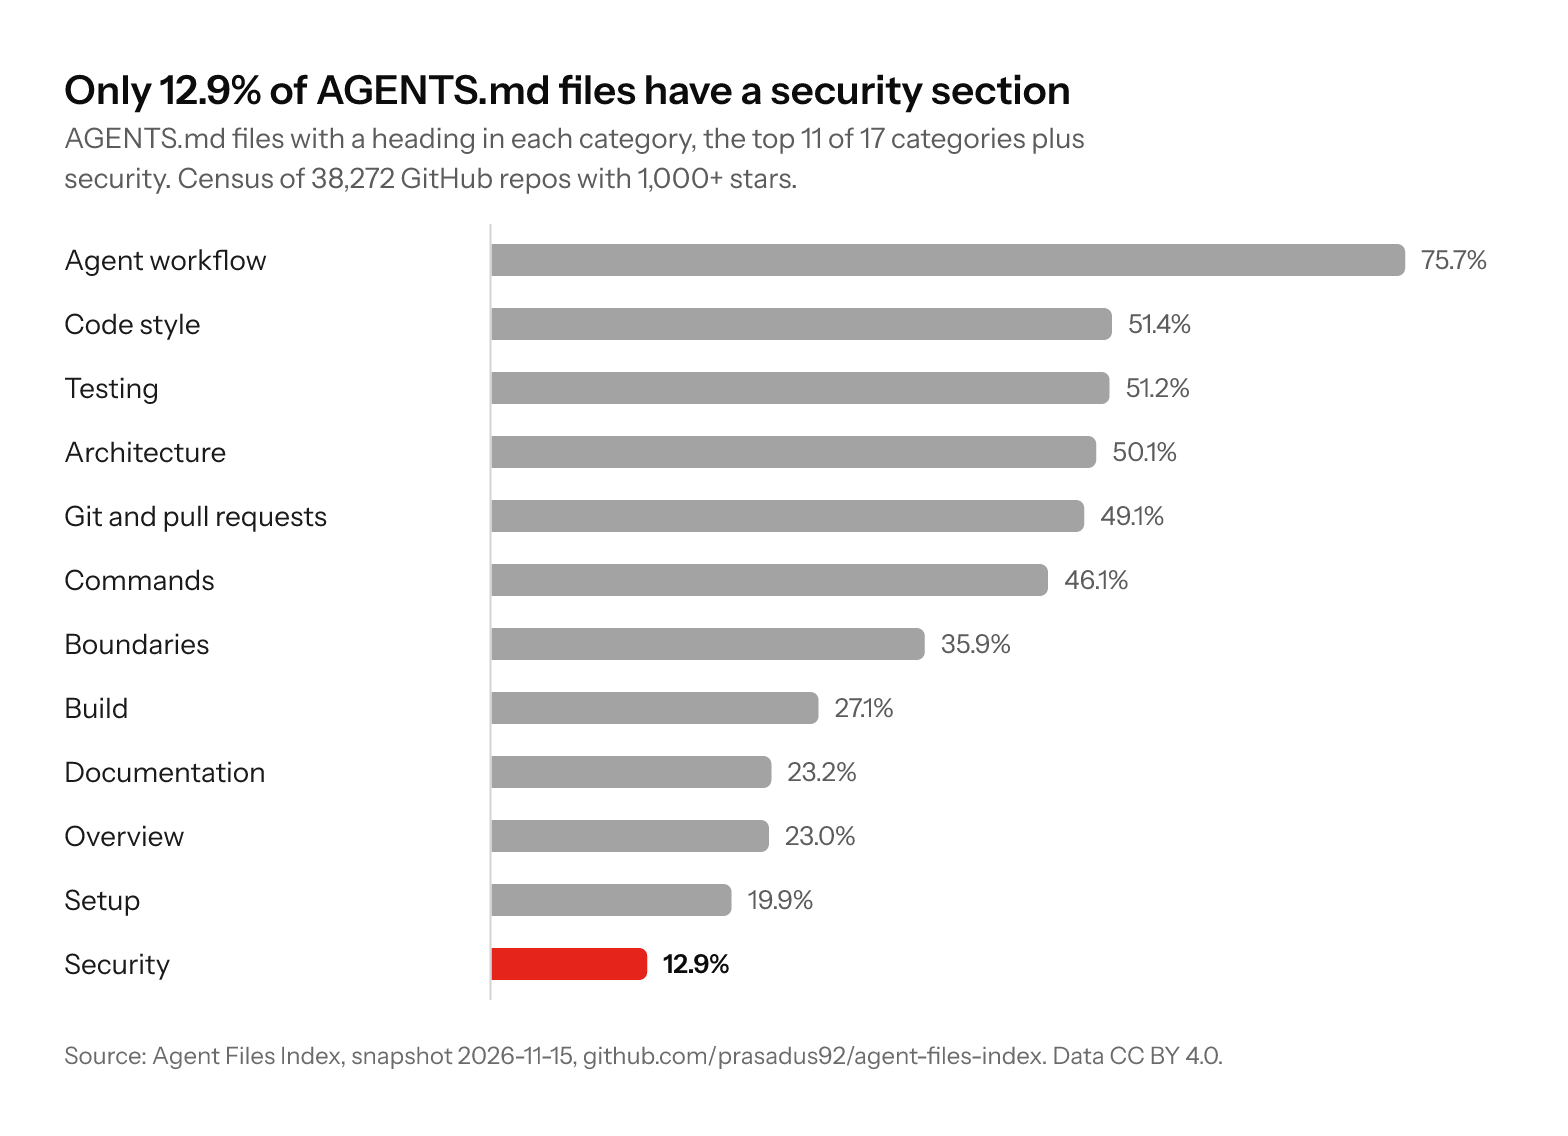 Only 12.9% of AGENTS.md files have a security section
AGENTS.md files with a heading in each category, the top 11 of 17 categories plus
security. Census of 38,272 GitHub repos with 1,000+ stars.
Agent workflow 75.7%
Code style 51.4%
Testing 51.2%
Architecture 50.1%
Git and pull requests 49.1%
Commands 46.1%
Boundaries 35.9%
Build 27.1%
Documentation 23.2%
Overview 23.0%
Setup 19.9%
Security 12.9%
Source: Agent Files Index, snapshot 2026-11-15, github.com/prasadus92/agent-files-index. Data CC BY 4.0.